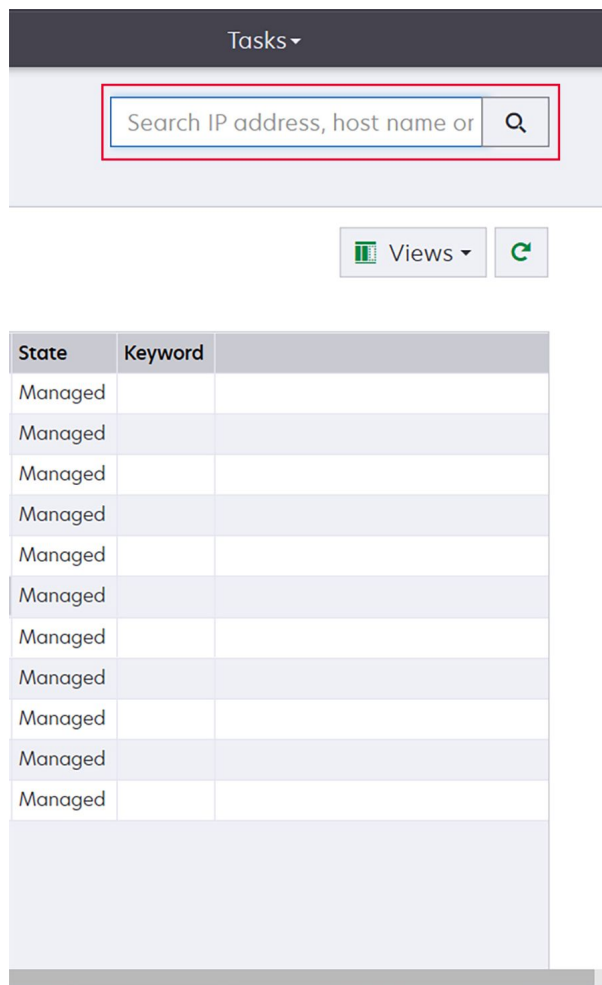 Tasks
Search IP address, host name or
Views
State Keyword
Managed
Managed
Managed
Managed
Managed
Managed
Managed
Managed
Managed
Managed
Managed